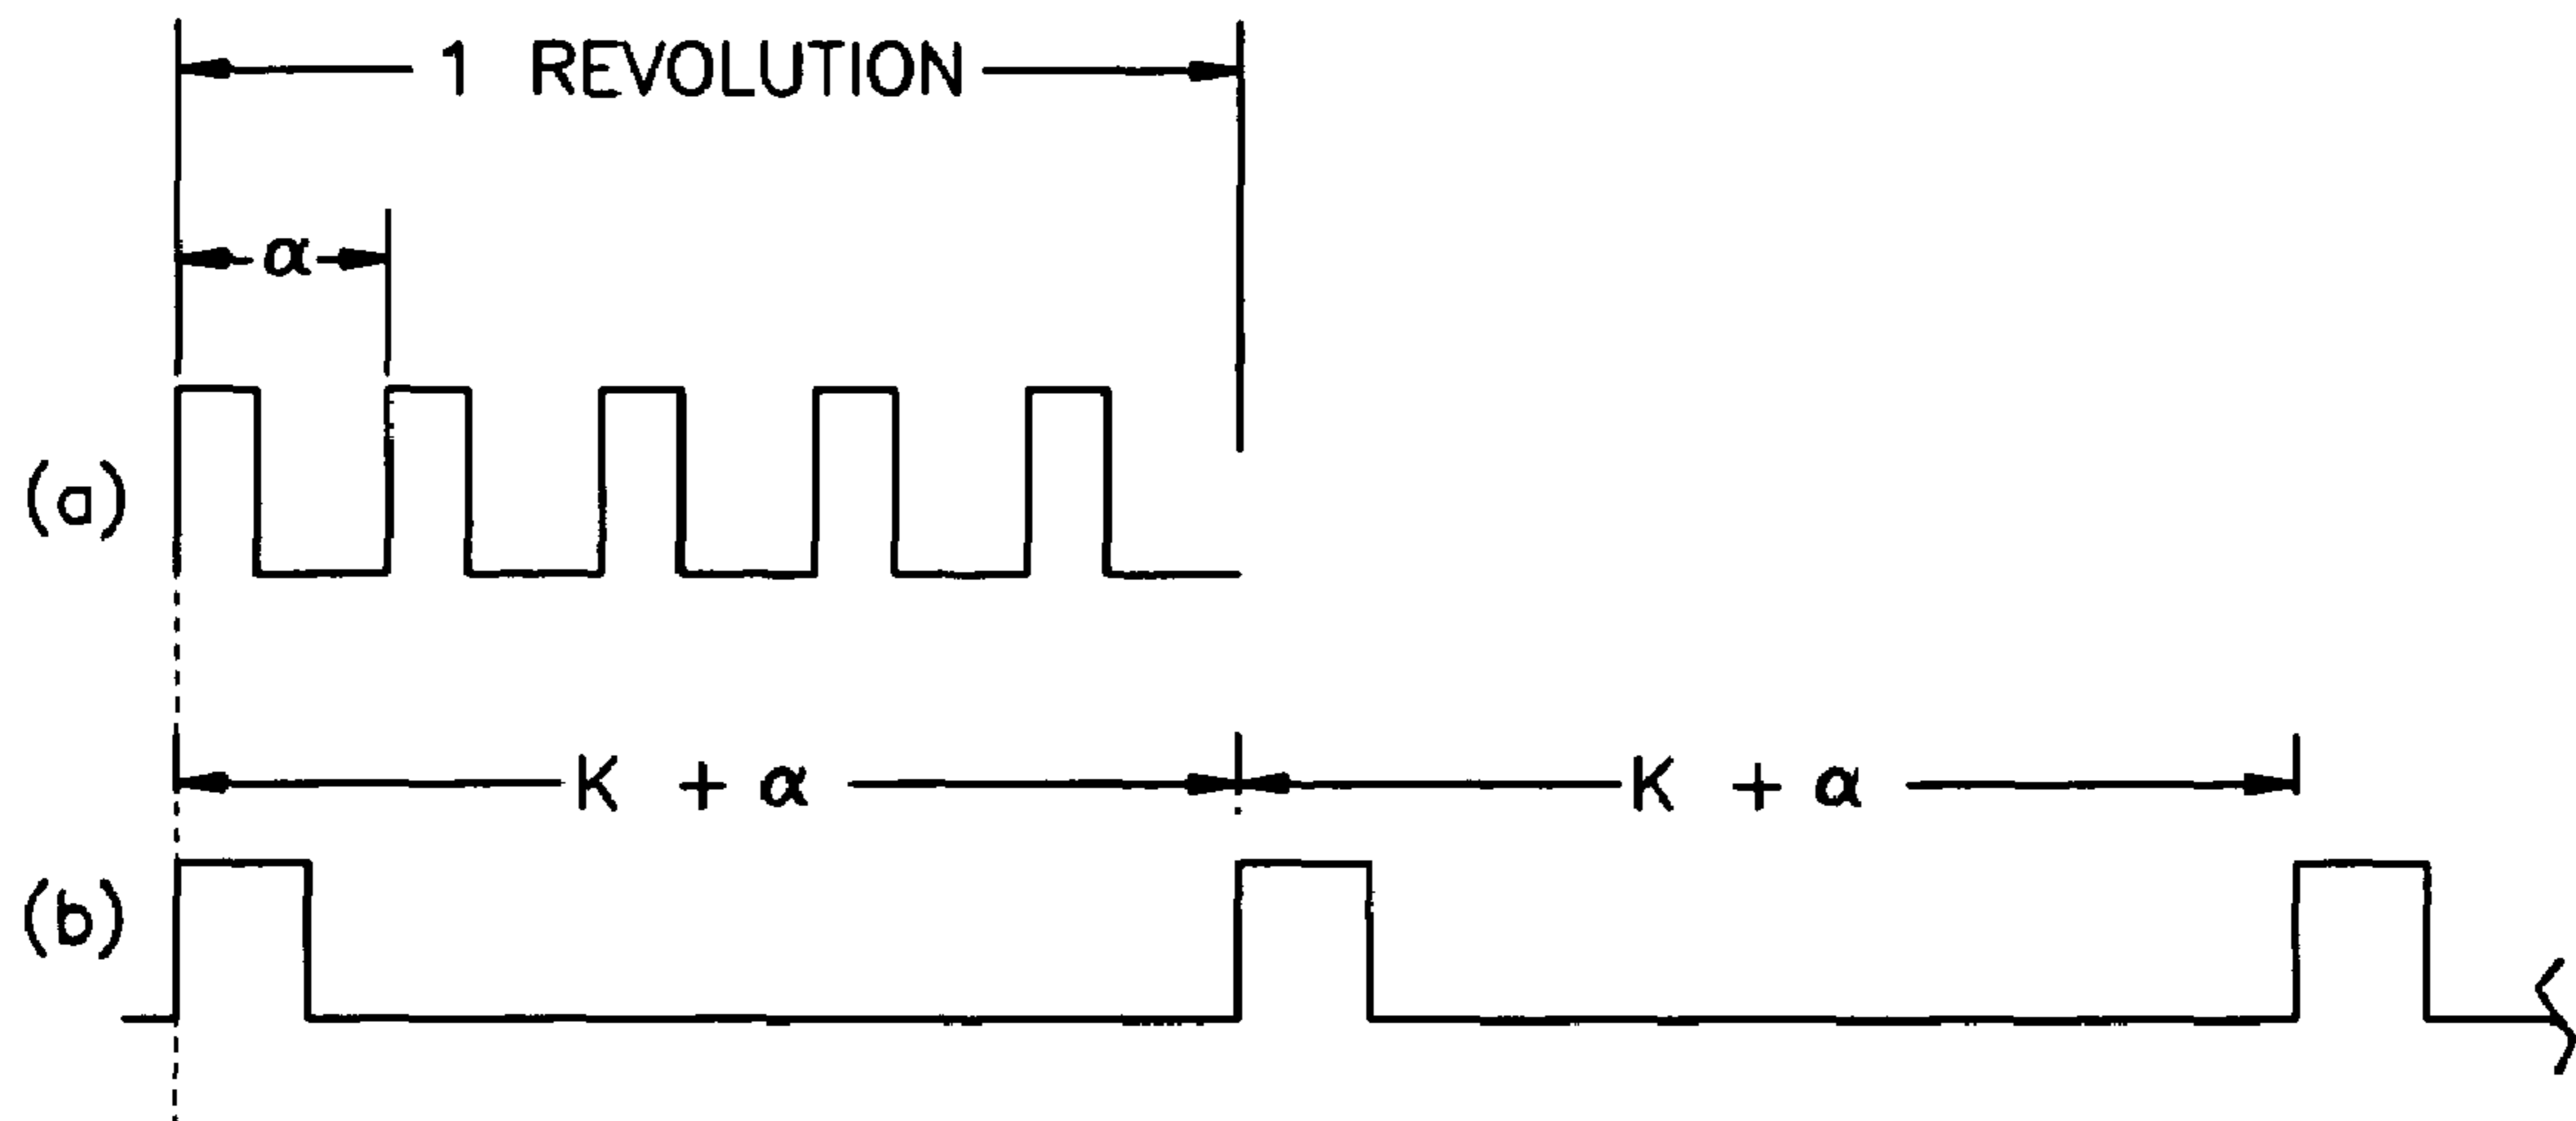 1 REVOLUTION
α
(a)
K + α
K + α
(b)